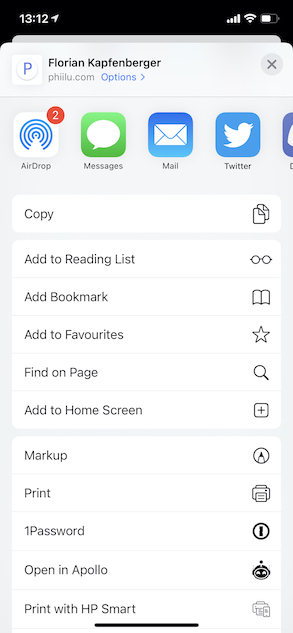 13:12
Florian Kapfenberger
phiilu.com Options >
P
2
AirDrop
Messages
Mail
Twitter
D
Copy
Add to Reading List
Add Bookmark
Add to Favourites
Find on Page
Add to Home Screen
Markup
Print
1Password
Open in Apollo
Print with HP Smart